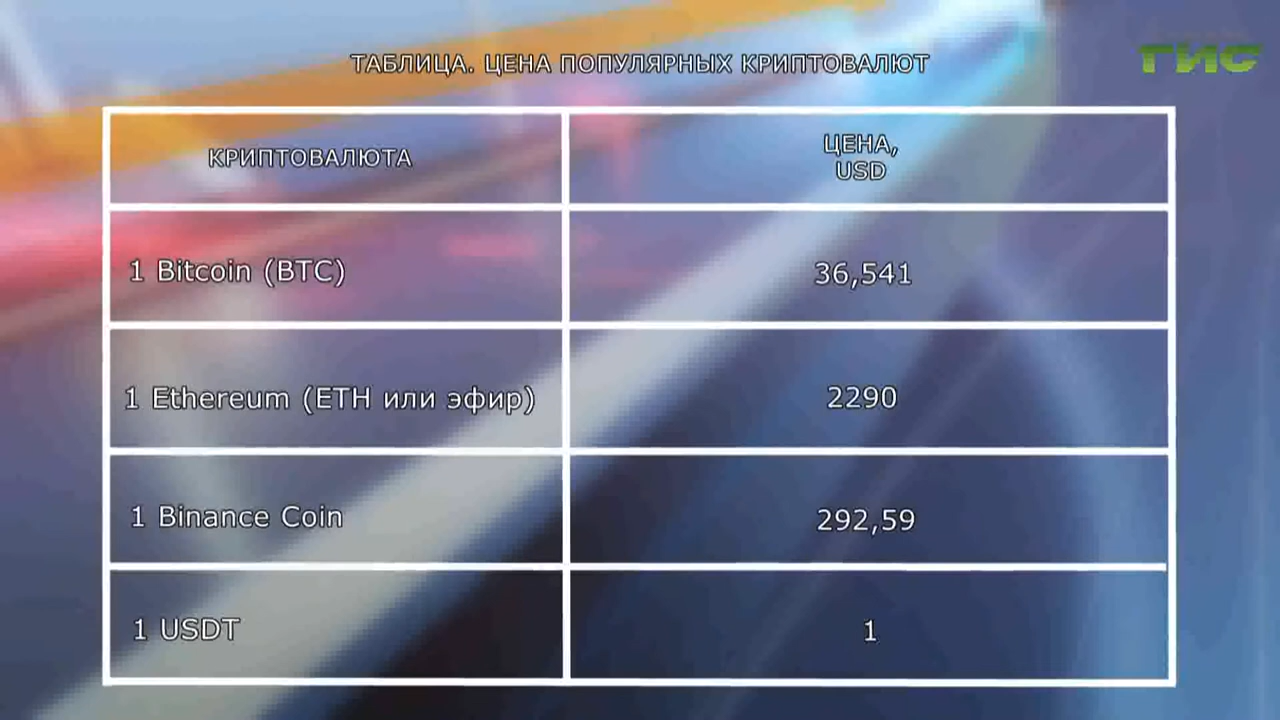 ТАБЛИЦА. ЦЕНА ПОПУЛЯРНЫХ КРИПТОВАЛЮТ
ГИС
КРИПТОВАЛЮТА
ЦЕНА,
USD
1 Bitcoin (BTC)
36,541
1 Ethereum (ETH или эфир)
2290
1 Binance Coin
292,59
1 USDT
1